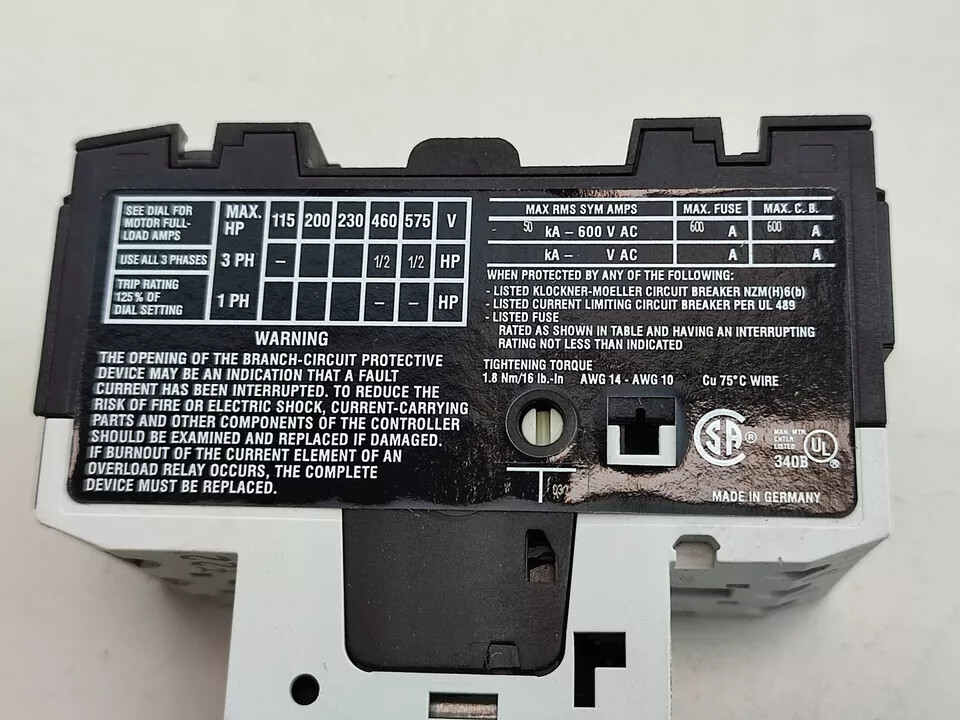 SEE DIAL FOR
MOTOR FULL-
LOAD AMPS
USE ALL 3 PHASES
TRIP RATING
125% OF
DIAL SETTING
MAX. HP 115 200 230 460 575 V
3 PH – 1/2 1/2 HP
1 PH – – HP
WARNING
THE OPENING OF THE BRANCH-CIRCUIT PROTECTIVE
DEVICE MAY BE AN INDICATION THAT A FAULT
CURRENT HAS BEEN INTERRUPTED. TO REDUCE THE
RISK OF FIRE OR ELECTRIC SHOCK, CURRENT-CARRYING
PARTS AND OTHER COMPONENTS OF THE CONTROLLER
SHOULD BE EXAMINED AND REPLACED IF DAMAGED.
IF BURNOUT OF THE CURRENT ELEMENT OF AN
OVERLOAD RELAY OCCURS, THE COMPLETE
DEVICE MUST BE REPLACED.
MAX RMS SYM AMPS MAX. FUSE MAX. C. B.
50 kA – 600 V AC 600 A 600 A
kA – V AC A A
WHEN PROTECTED BY ANY OF THE FOLLOWING:
- LISTED KLOCKNER-MOELLER CIRCUIT BREAKER NZM(H)6(b)
- LISTED CURRENT LIMITING CIRCUIT BREAKER PER UL 489
- LISTED FUSE
RATED AS SHOWN IN TABLE AND HAVING AN INTERRUPTING
RATING NOT LESS THAN INDICATED
TIGHTENING TORQUE
1.8 Nm/16 lb.-In AWG 14 - AWG 10 Cu 75°C WIRE
SA ®
MAN. MTR.
CNTLR
LISTED
340B
UL ®
MADE IN GERMANY